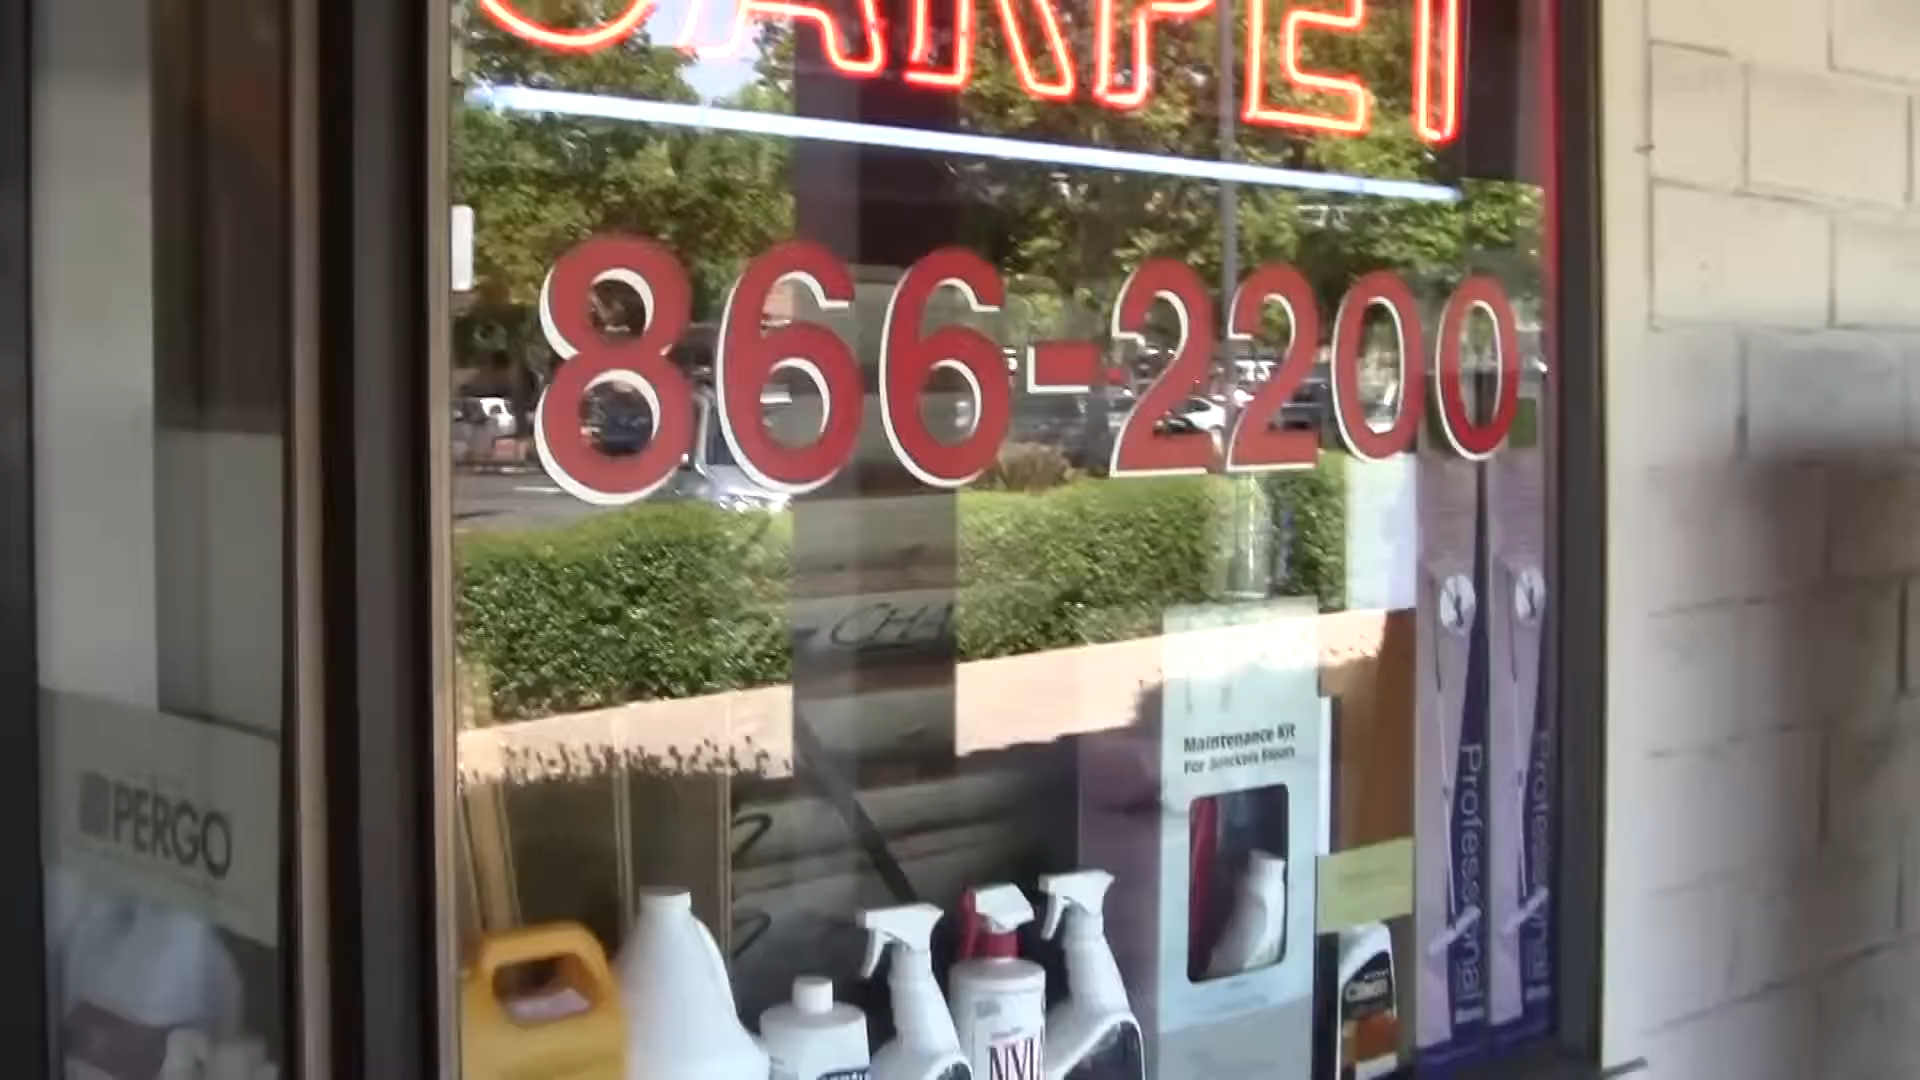 CARPET
866-2200
PERGO
Maintenance Kit
For Junckers Floors
Professional
Professional